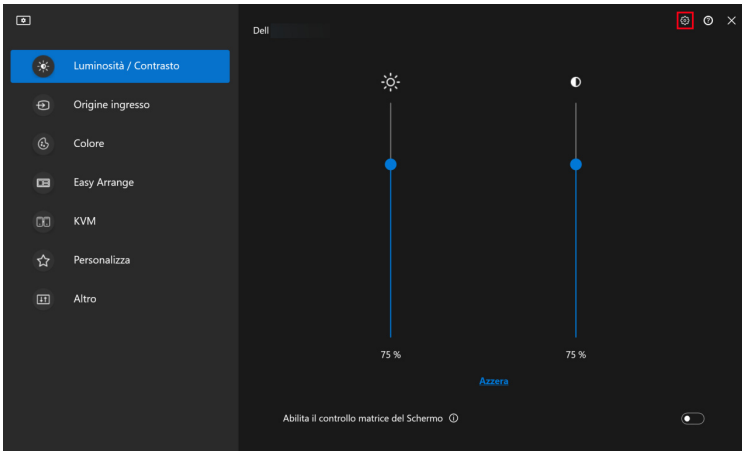 Dell
Luminosità / Contrasto
Origine ingresso
Colore
Easy Arrange
KVM
Personalizza
Altro
75 %
75 %
Azzera
Abilita il controllo matrice del Schermo